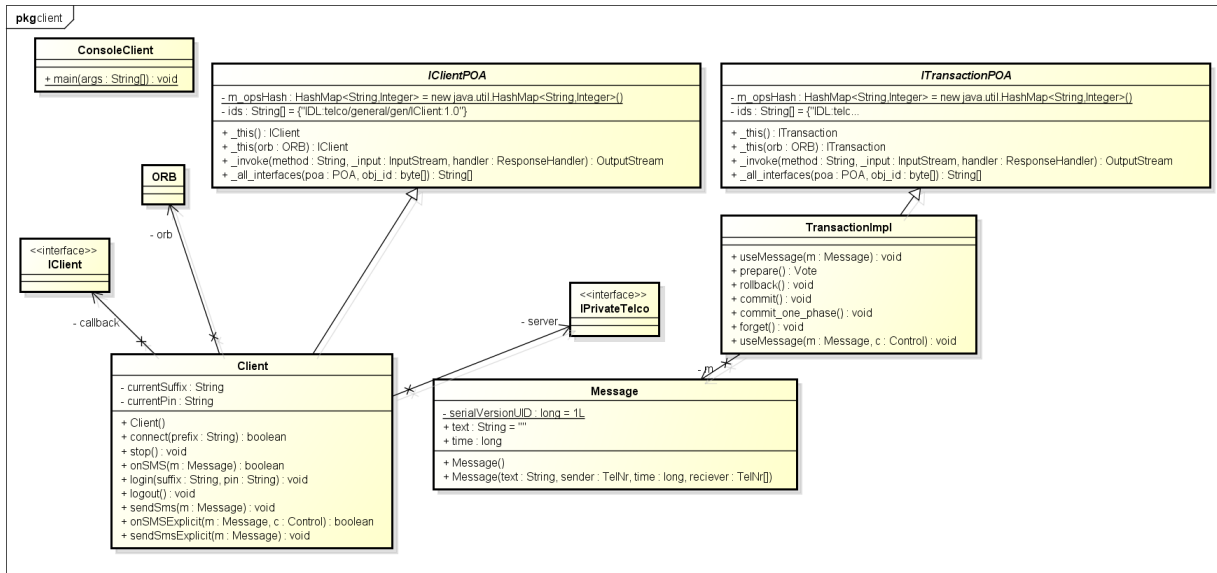 pkg client
ConsoleClient
+ main(args : String[]) : void
IClientPOA
- m_opsHash : HashMap<String,Integer> = new java.util.HashMap<String,Integer>()
- ids : String[] = {"IDL:telco/general/gen/IClient:1.0"}
+ _this() : IClient
+ _this(orb : ORB) : IClient
+ _invoke(method : String, _input : InputStream, handler : ResponseHandler) : OutputStream
+ _all_interfaces(poa : POA, obj_id : byte[]) : String[]
ITransactionPOA
- m_opsHash : HashMap<String,Integer> = new java.util.HashMap<String,Integer>()
- ids : String[] = {"IDL:telc...
+ _this() : ITransaction
+ _this(orb : ORB) : ITransaction
+ _invoke(method : String, _input : InputStream, handler : ResponseHandler) : OutputStream
+ _all_interfaces(poa : POA, obj_id : byte[]) : String[]
ORB
- orb
<<interface>>
IClient
- callback
<<interface>>
IPrivateTelco
- server
TransactionImpl
+ useMessage(m : Message) : void
+ prepare() : Vote
+ rollback() : void
+ commit() : void
+ commit_one_phase() : void
+ forget() : void
+ useMessage(m : Message, c : Control) : void
- m
Client
- currentSuffix : String
- currentPin : String
+ Client()
+ connect(prefix : String) : boolean
+ stop() : void
+ onSMS(m : Message) : boolean
+ login(suffix : String, pin : String) : void
+ logout() : void
+ sendSms(m : Message) : void
+ onSMSExplicit(m : Message, c : Control) : boolean
+ sendSmsExplicit(m : Message) : void
Message
- serialVersionUID : long = 1L
+ text : String = ""
+ time : long
+ Message()
+ Message(text : String, sender : TelNr, time : long, reciever : TelNr[])